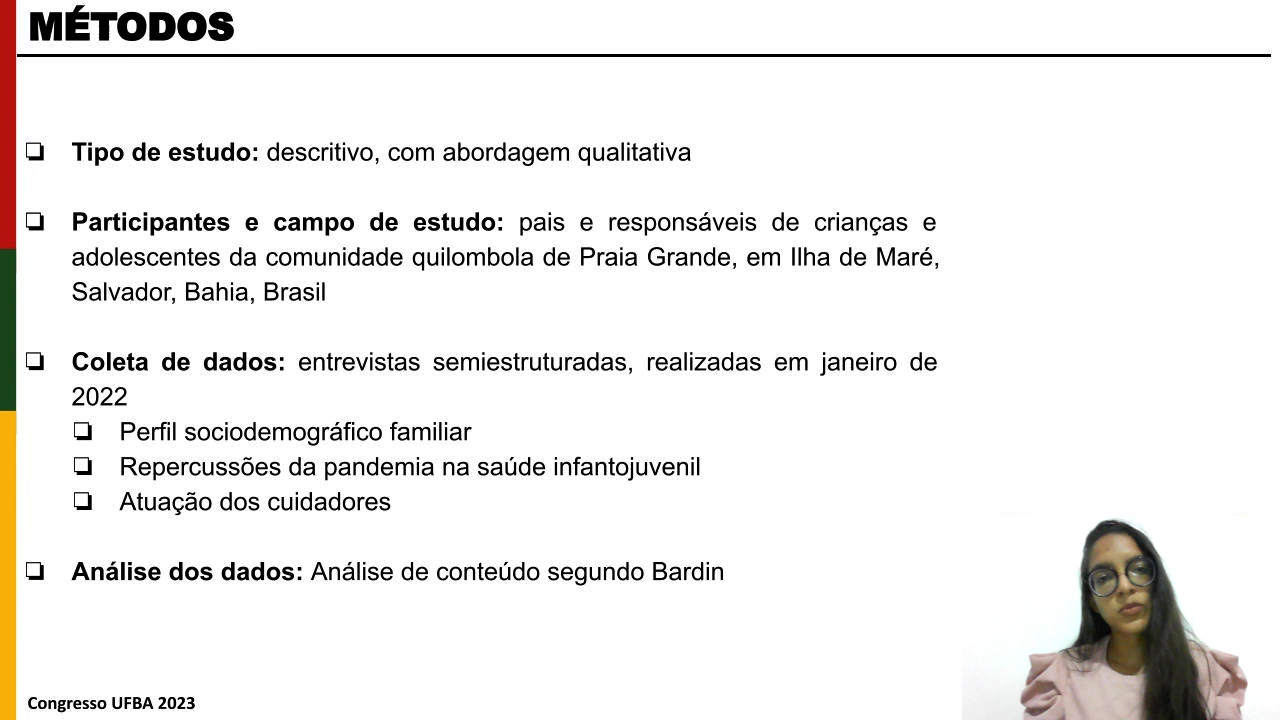 MÉTODOS
❏ Tipo de estudo: descritivo, com abordagem qualitativa
❏ Participantes e campo de estudo: pais e responsáveis de crianças e
adolescentes da comunidade quilombola de Praia Grande, em Ilha de Maré,
Salvador, Bahia, Brasil
❏ Coleta de dados: entrevistas semiestruturadas, realizadas em janeiro de
2022
❏ Perfil sociodemográfico familiar
❏ Repercussões da pandemia na saúde infantojuvenil
❏ Atuação dos cuidadores
❏ Análise dos dados: Análise de conteúdo segundo Bardin
Congresso UFBA 2023